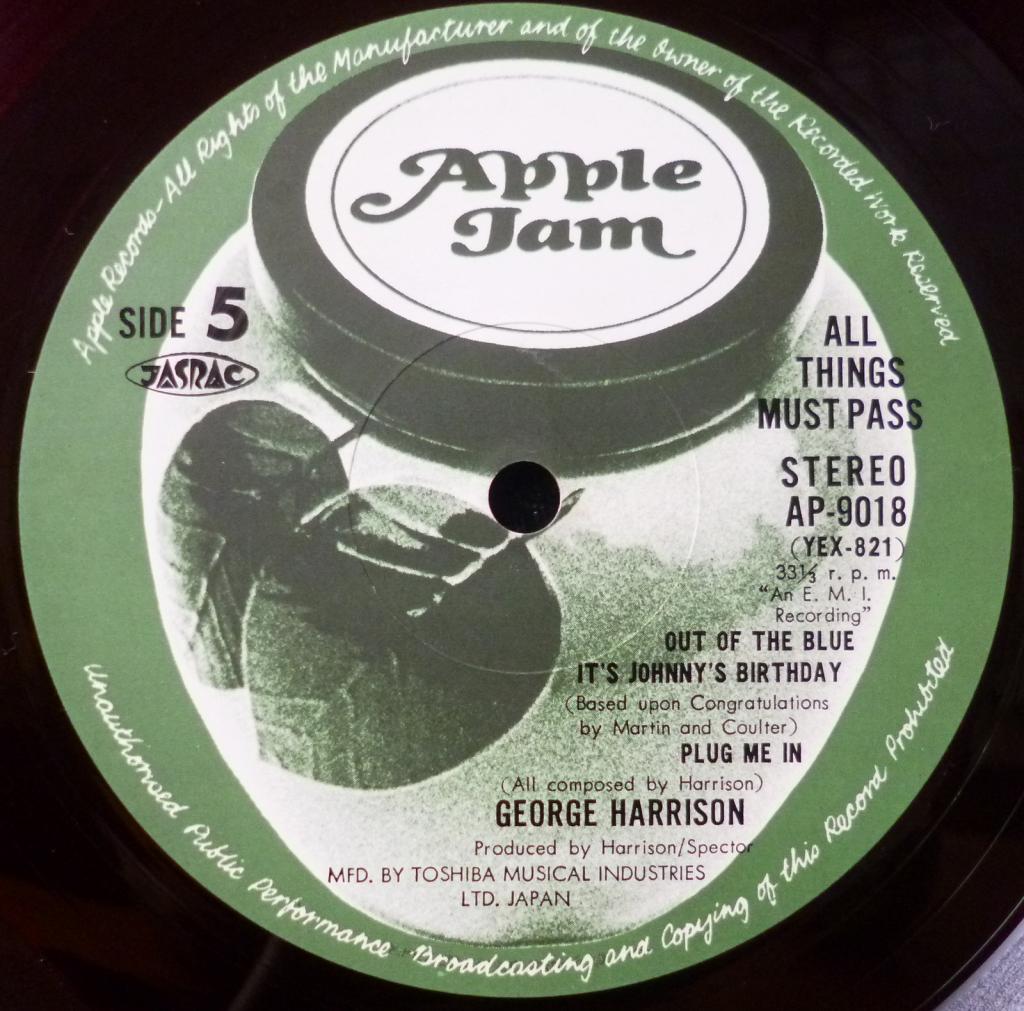 Apple Records-All Rights of the Manufacturer and of the Owner of the Recorded Work Reserved
Apple
Jam
SIDE 5
JASRAC
ALL
THINGS
MUST PASS
STEREO
AP-9018
(YEX-821)
33⅓ r. p. m.
"An E. M. I.
Recording"
OUT OF THE BLUE
IT'S JOHNNY'S BIRTHDAY
(Based upon Congratulations
by Martin and Coulter)
PLUG ME IN
(All composed by Harrison)
GEORGE HARRISON
Produced by Harrison/Spector
MFD. BY TOSHIBA MUSICAL INDUSTRIES
LTD. JAPAN
Unauthorised Public Performance Broadcasting and Copying of this Record Prohibited